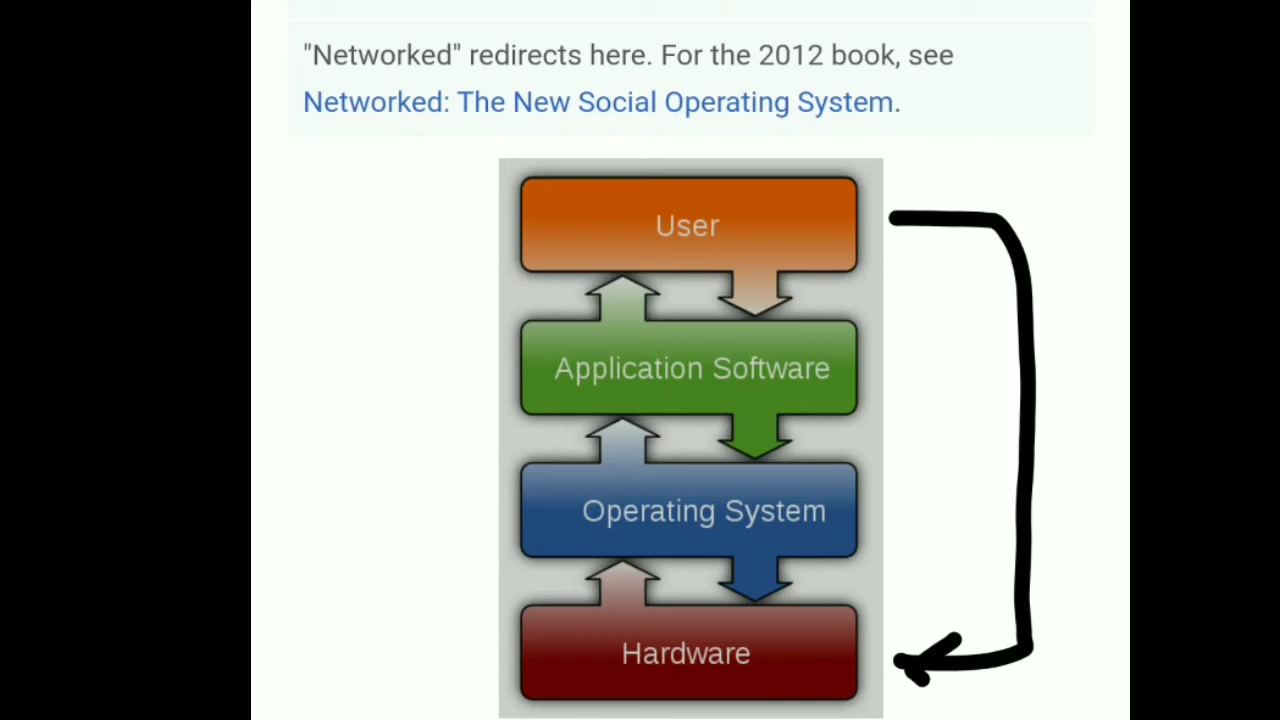 "Networked" redirects here. For the 2012 book, see
Networked: The New Social Operating System.
User
Application Software
Operating System
Hardware